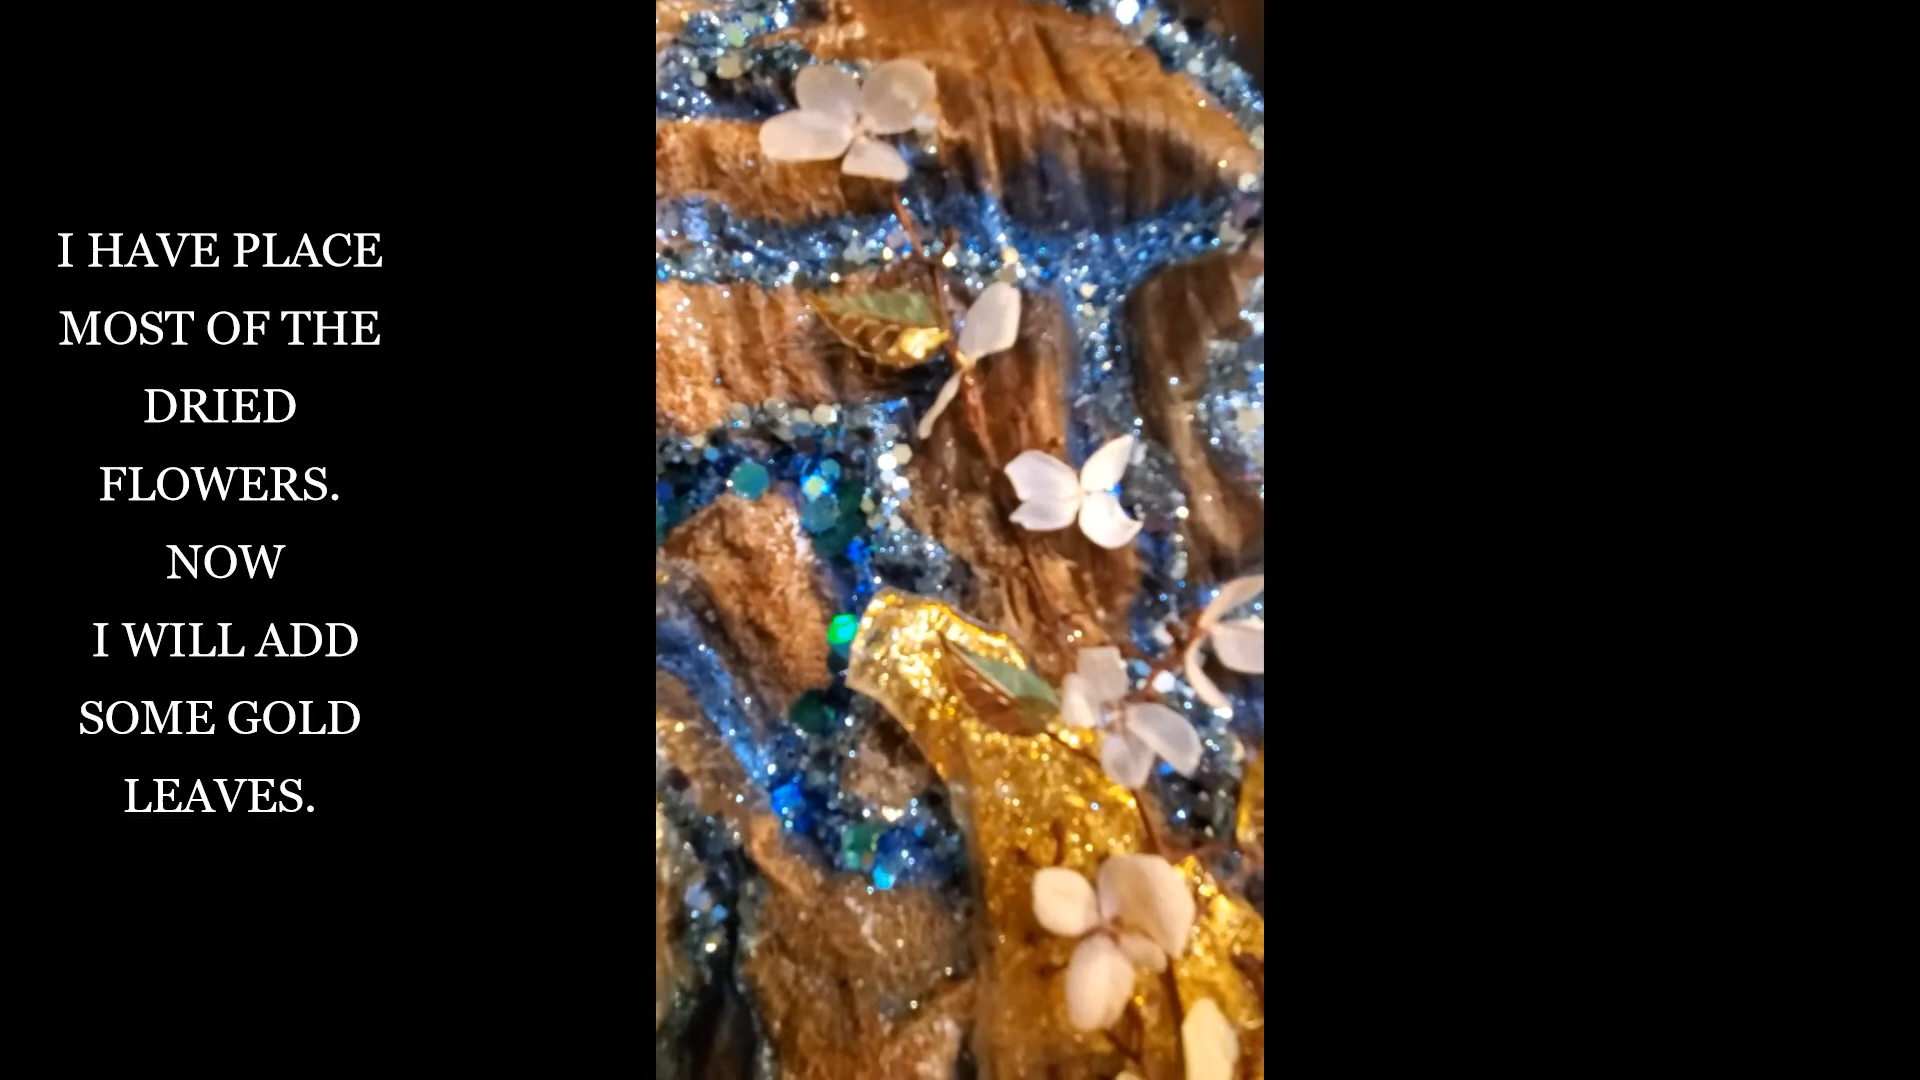 I HAVE PLACE
MOST OF THE
DRIED
FLOWERS.
NOW
I WILL ADD
SOME GOLD
LEAVES.